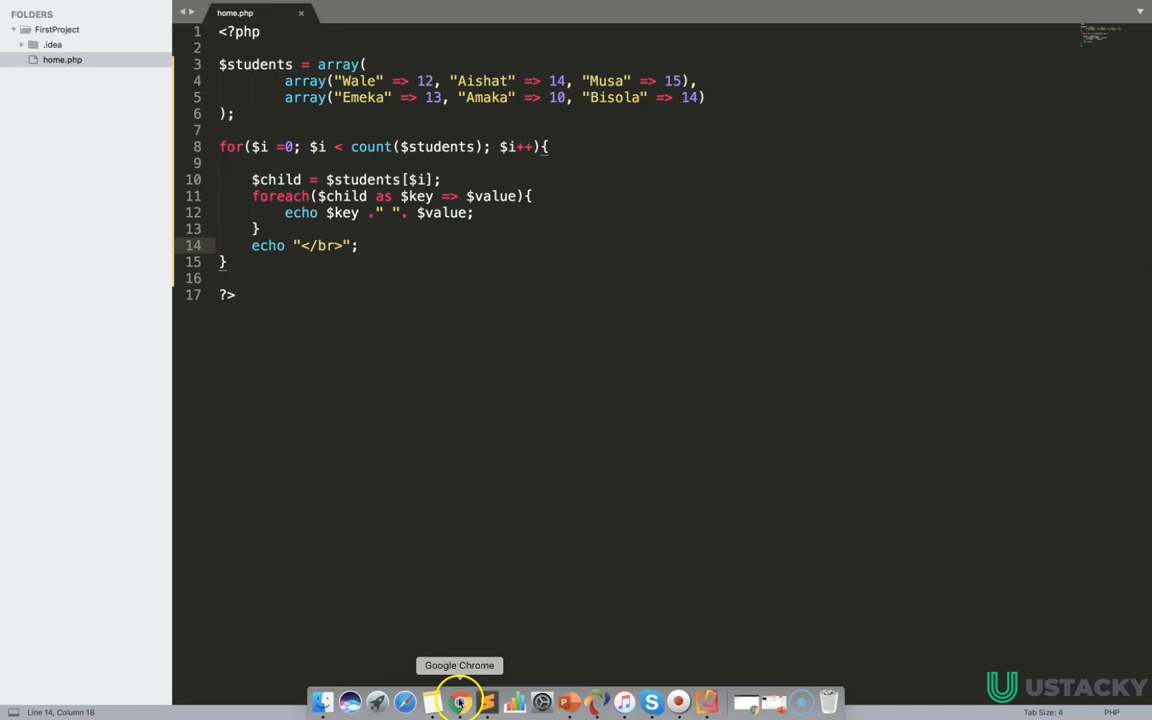 FOLDERS
FirstProject
.idea
home.php
home.php
1 <?php
2
3 $students = array(
4 array("Wale" => 12, "Aishat" => 14, "Musa" => 15),
5 array("Emeka" => 13, "Amaka" => 10, "Bisola" => 14)
6 );
7
8 for($i =0; $i < count($students); $i++){
9
10 $child = $students[$i];
11 foreach($child as $key => $value){
12 echo $key ." ". $value;
13 }
14 echo "</br>";
15 }
16
17 ?>
Google Chrome
USTACKY
Line 14, Column 18
Tab Size: 4
PHP